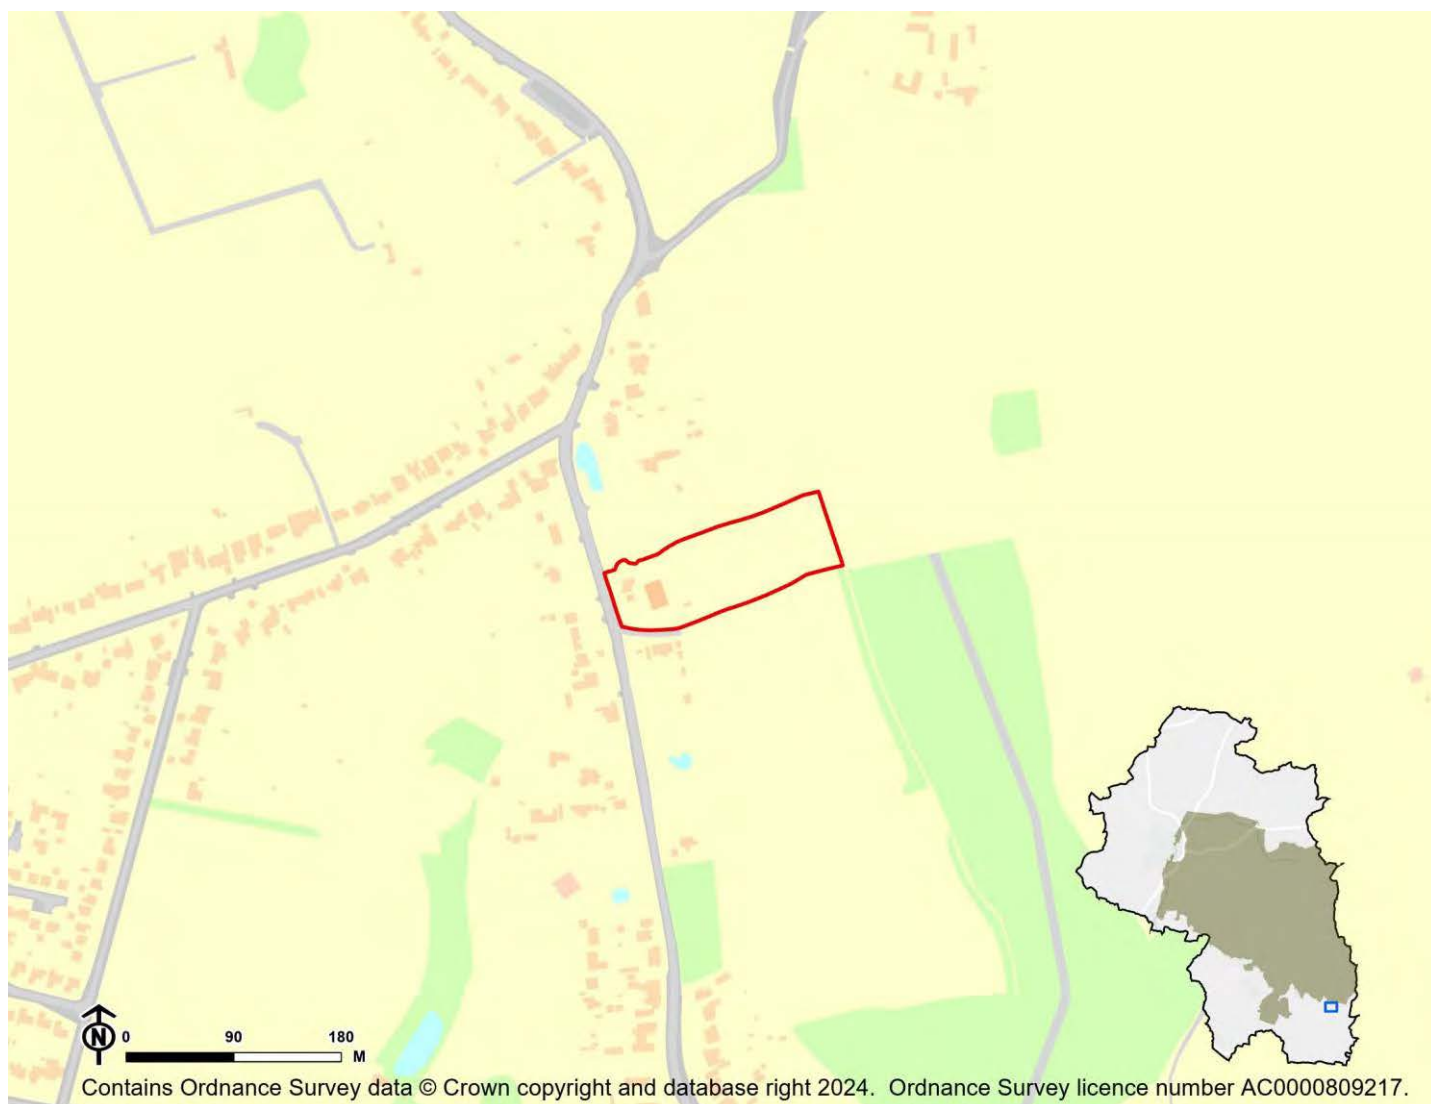 N 0 90 180
M
Contains Ordnance Survey data © Crown copyright and database right 2024. Ordnance Survey licence number AC0000809217.